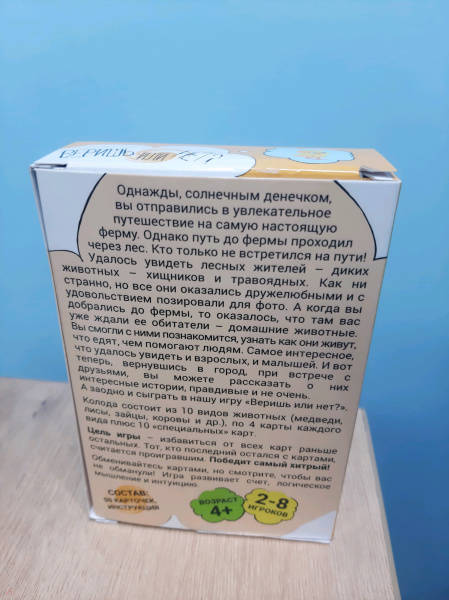 ВЕРИШЬ ИЛИ НЕТ?
Однажды, солнечным денечком,
вы отправились в увлекательное
путешествие на самую настоящую
ферму. Однако путь до фермы проходил
через лес. Кто только не встретился на пути!
Удалось увидеть лесных жителей – диких
животных – хищников и травоядных. Как ни
странно, но все они оказались дружелюбными и с
удовольствием позировали для фото. А когда вы
добрались до фермы, то оказалось, что там вас
уже ждали ее обитатели – домашние животные.
Вы смогли с ними познакомится, узнать как они живут,
что едят, чем помогают людям. Самое интересное,
что удалось увидеть и взрослых, и малышей. И вот
теперь, вернувшись в город, при встрече с
друзьями, вы можете рассказать о них
интересные истории, правдивые и не очень.
А заодно и сыграть в нашу игру «Веришь или нет?».
Колода состоит из 10 видов животных (медведи,
лисы, зайцы, коровы и др.), по 4 карты каждого
вида плюс 10 «специальных» карт.
Цель игры – избавиться от всех карт раньше
остальных. Тот, кто последний остался с картами,
считается проигравшим. Победит самый хитрый!
Обменивайтесь картами, но смотрите, чтобы вас
не обманули! Игра развивает счет, логическое
мышление и интуицию.
СОСТАВ:
50 КАРТОЧЕК,
ИНСТРУКЦИЯ
ВОЗРАСТ
4+
2-8
ИГРОКОВ